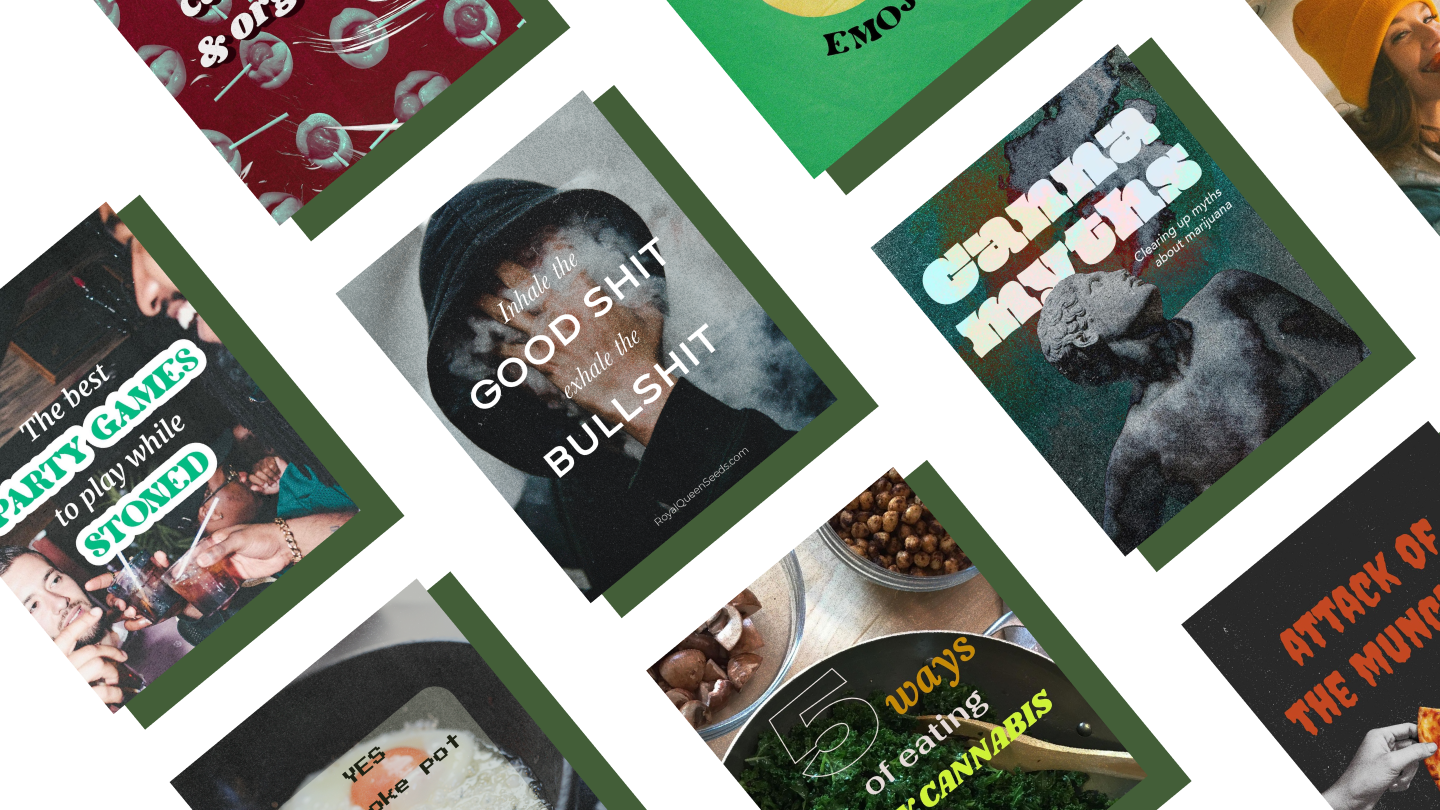 & org
EMOJ
Canna
myths
Clearing up myths
about marijuana
Inhale the
GOOD SHIT
exhale the
BULLSHIT
RoyalQueenSeeds.com
The best
PARTY GAMES
to play while
STONED
ATTACK OF
THE MUNC
YES
oke pot
5 ways
of eating
CANNABIS